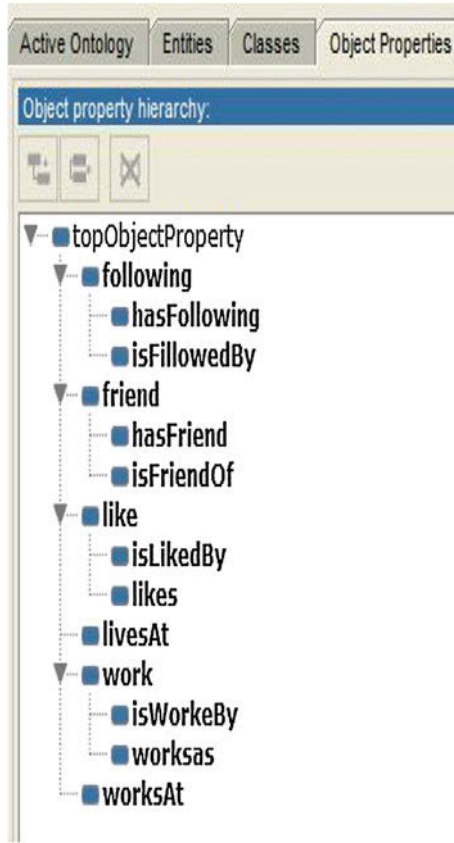 Active Ontology Entities Classes Object Properties
Object property hierarchy:
topObjectProperty
following
hasFollowing
isFillowedBy
friend
hasFriend
isFriendOf
like
isLikedBy
likes
livesAt
work
isWorkeBy
worksas
worksAt